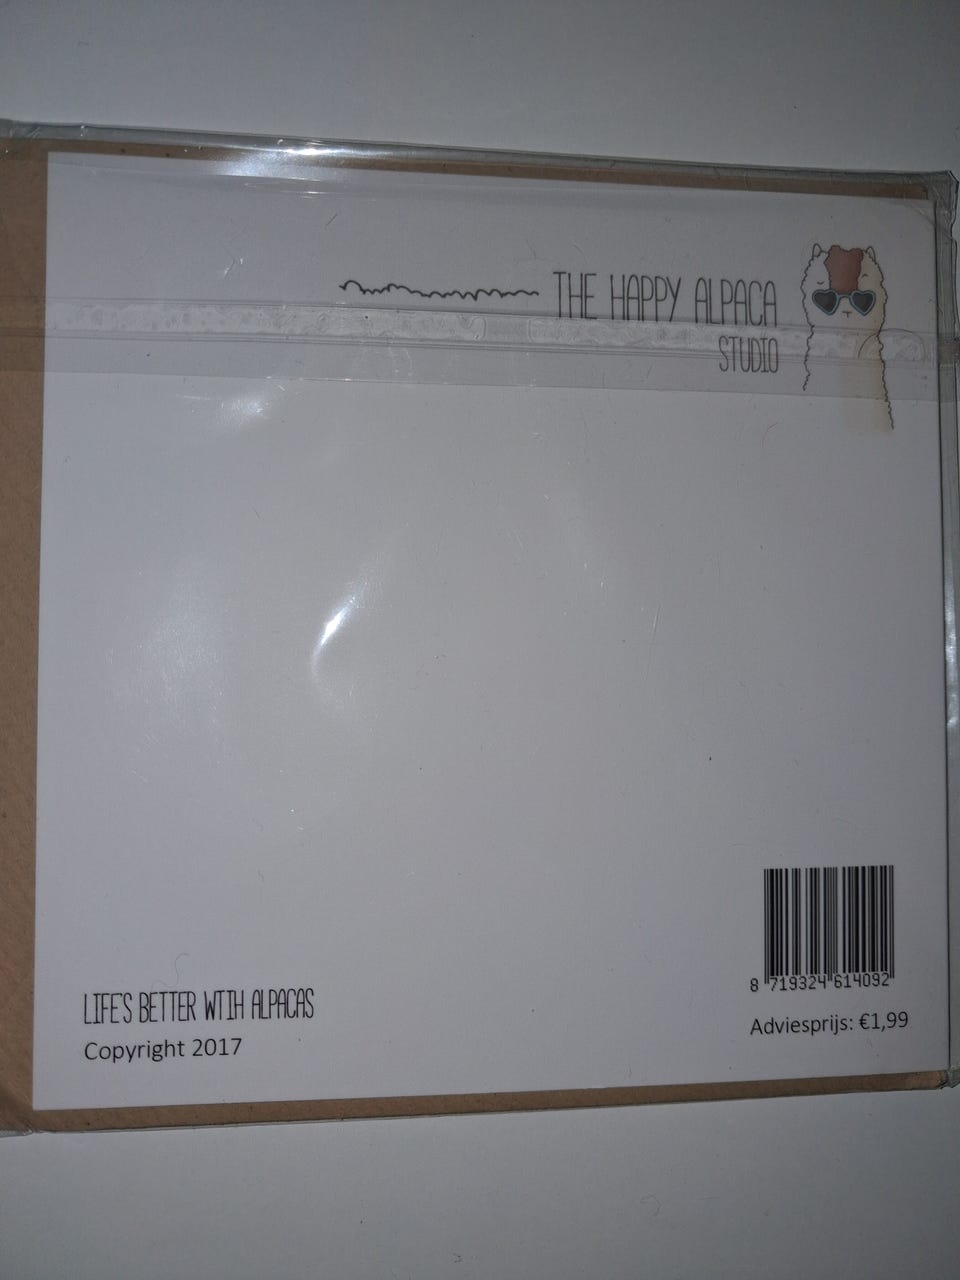 THE HAPPY ALPACA
STUDIO
8 719324 614092
Adviesprijs: €1,99
LIFE'S BETTER WTIH ALPACAS
Copyright 2017